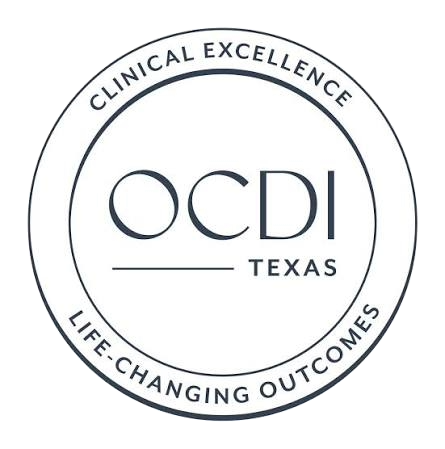 CLINICAL EXCELLENCE
OCDI
TEXAS
LIFE-CHANGING OUTCOMES